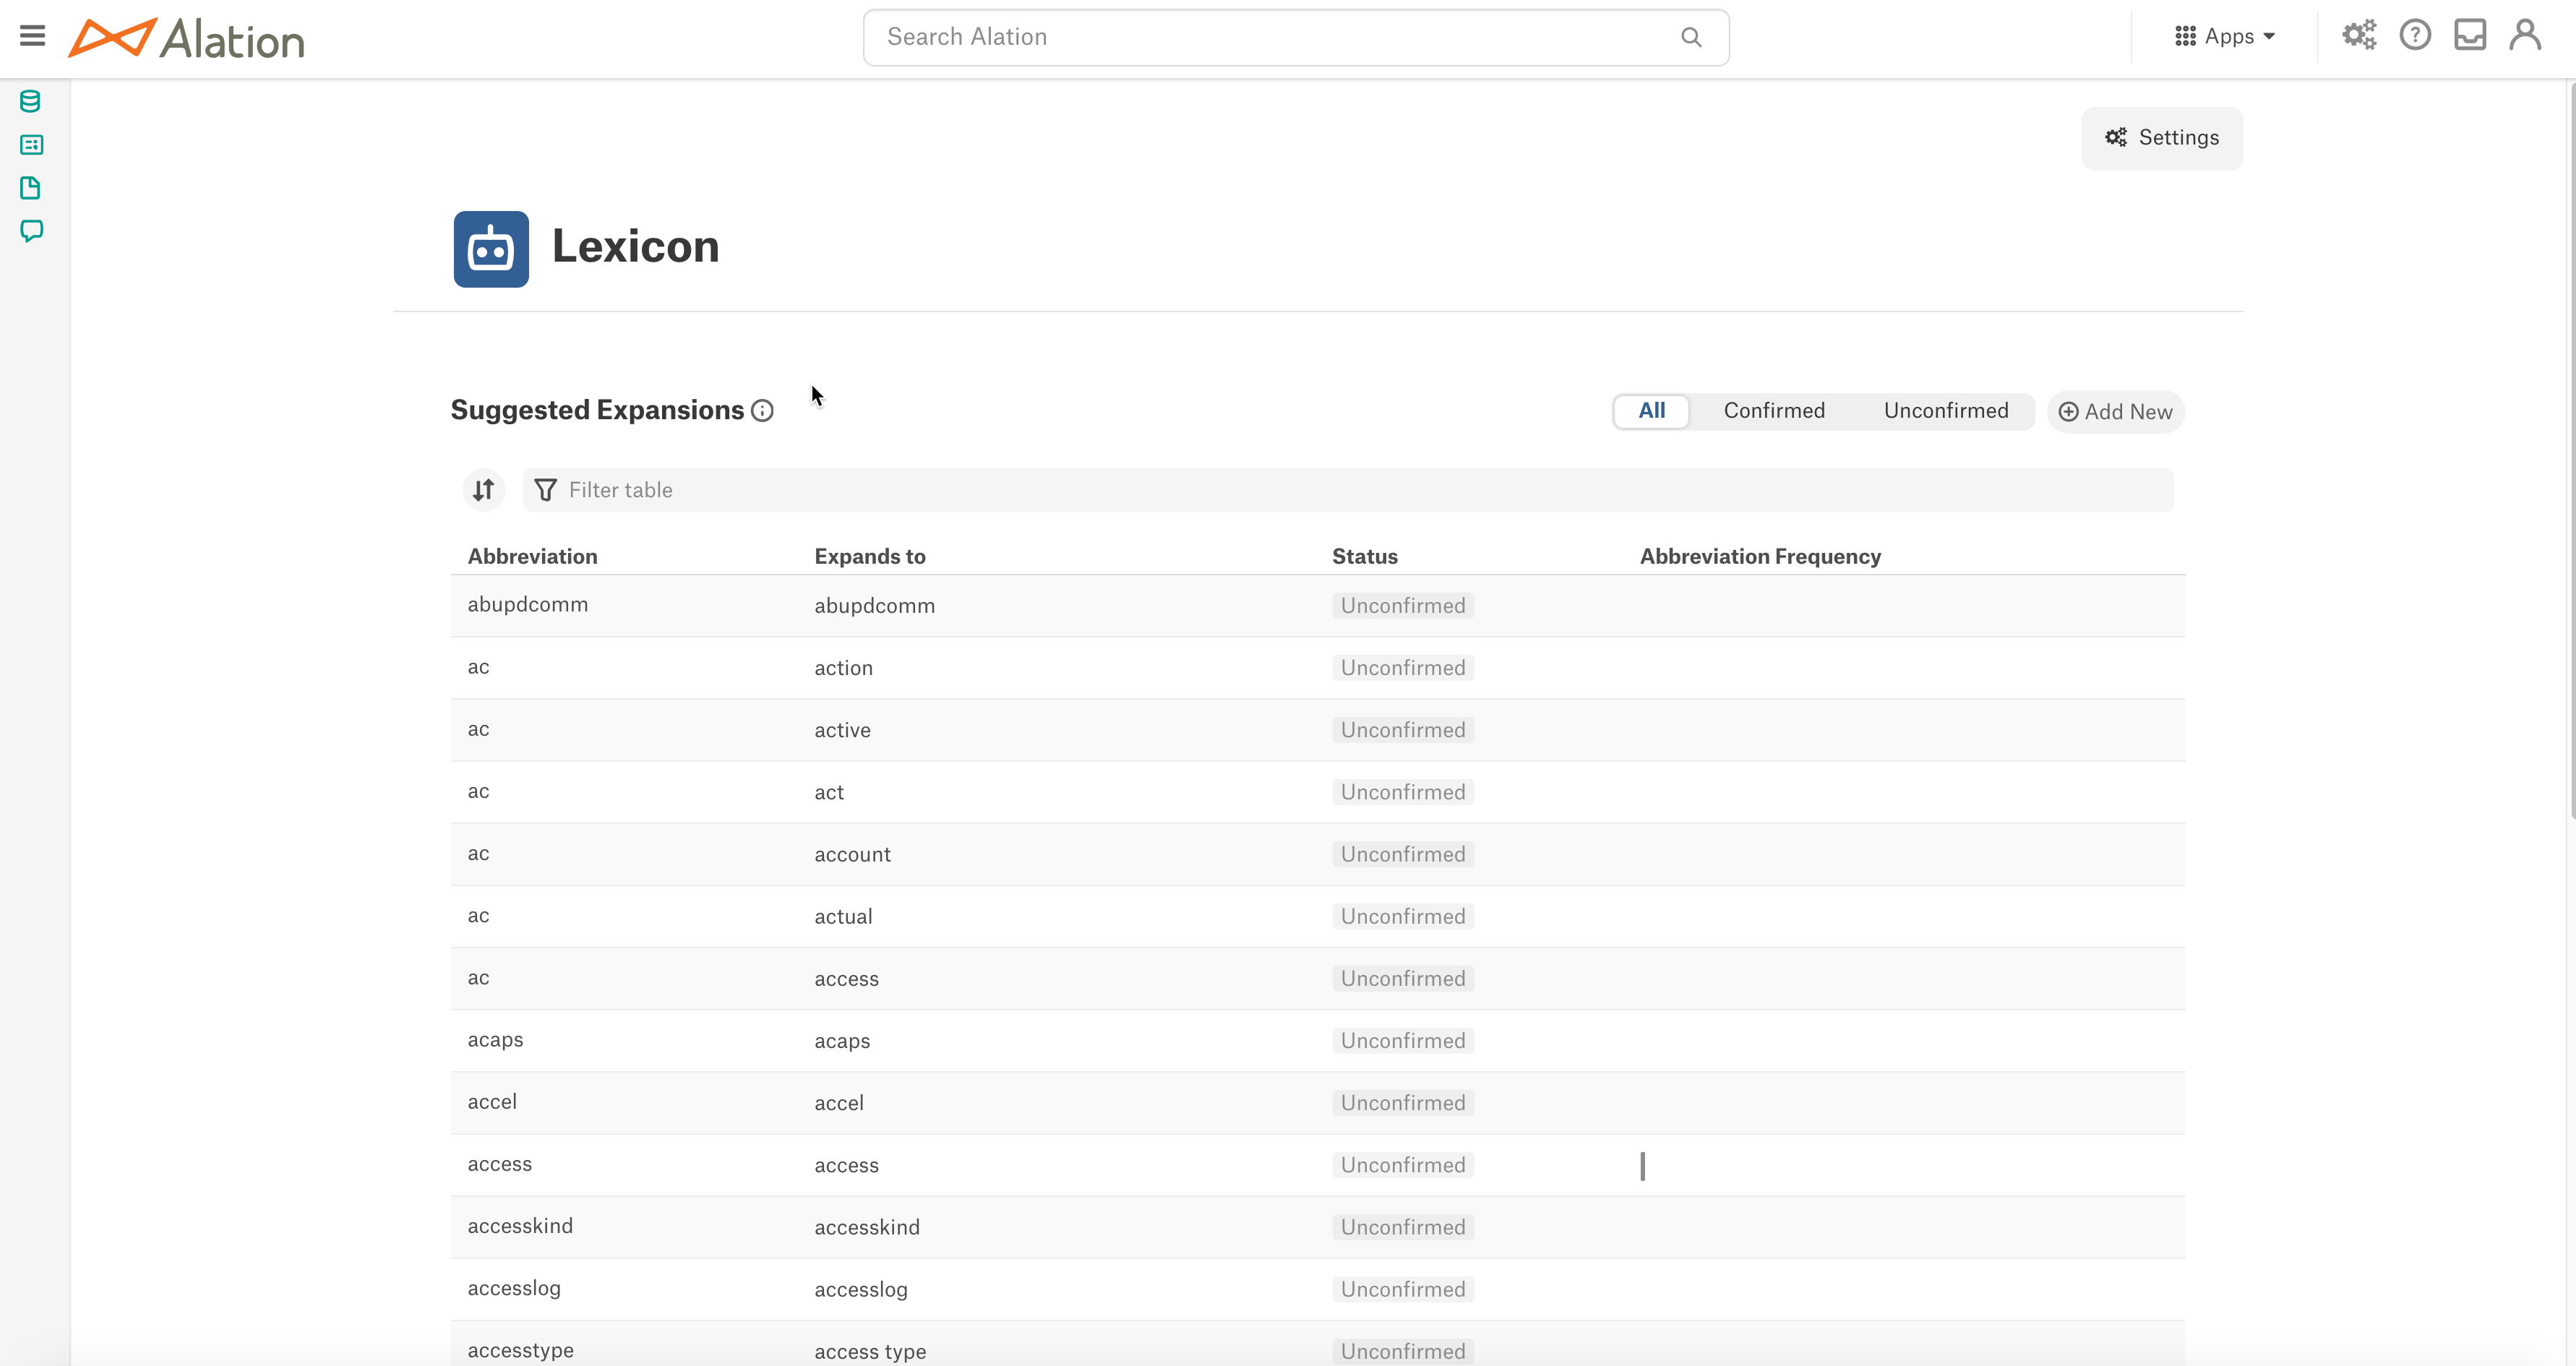 Alation Search Alation Apps
Settings
Lexicon
Suggested Expansions All Confirmed Unconfirmed Add New
Filter table
Abbreviation Expands to Status Abbreviation Frequency
abupdcomm abupdcomm Unconfirmed
ac action Unconfirmed
ac active Unconfirmed
ac act Unconfirmed
ac account Unconfirmed
ac actual Unconfirmed
ac access Unconfirmed
acaps acaps Unconfirmed
accel accel Unconfirmed
access access Unconfirmed
accesskind accesskind Unconfirmed
accesslog accesslog Unconfirmed
accesstype access type Unconfirmed